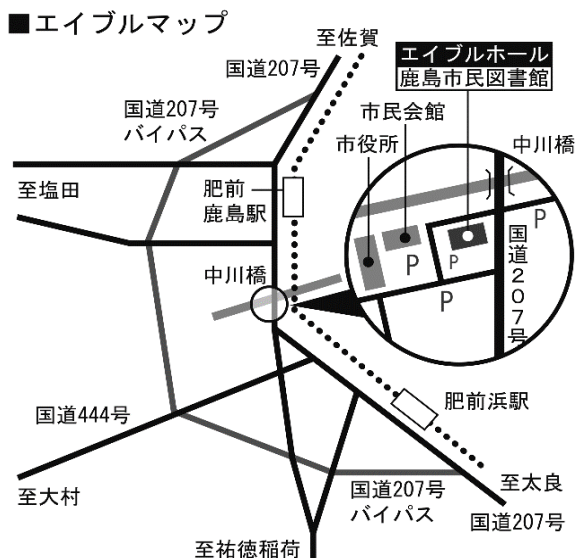 ■エイブルマップ
至佐賀
国道207号
エイブルホール
鹿島市民図書館
国道207号
バイパス
市民会館
市役所
中川橋
至塩田
肥前
鹿島駅
P
P
P
P
国道207号
中川橋
肥前浜駅
国道444号
至大村
至太良
国道207号
バイパス
国道207号
至祐徳稲荷